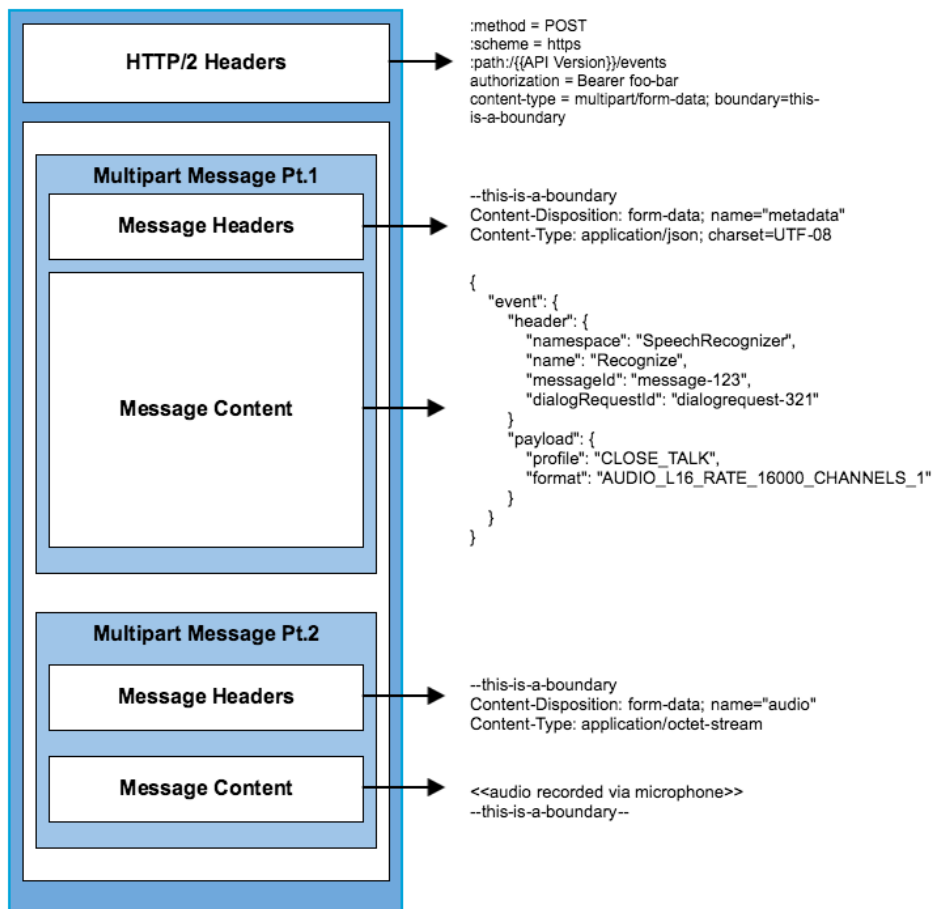 HTTP/2 Headers
:method = POST
:scheme = https
:path:/{{API Version}}/events
authorization = Bearer foo-bar
content-type = multipart/form-data; boundary=this-
is-a-boundary
Multipart Message Pt.1
Message Headers
--this-is-a-boundary
Content-Disposition: form-data; name="metadata"
Content-Type: application/json; charset=UTF-08
Message Content
{
"event": {
"header": {
"namespace": "SpeechRecognizer",
"name": "Recognize",
"messageId": "message-123",
"dialogRequestId": "dialogrequest-321"
}
"payload": {
"profile": "CLOSE_TALK",
"format": "AUDIO_L16_RATE_16000_CHANNELS_1"
}
}
}
Multipart Message Pt.2
Message Headers
--this-is-a-boundary
Content-Disposition: form-data; name="audio"
Content-Type: application/octet-stream
Message Content
<<audio recorded via microphone>>
--this-is-a-boundary--